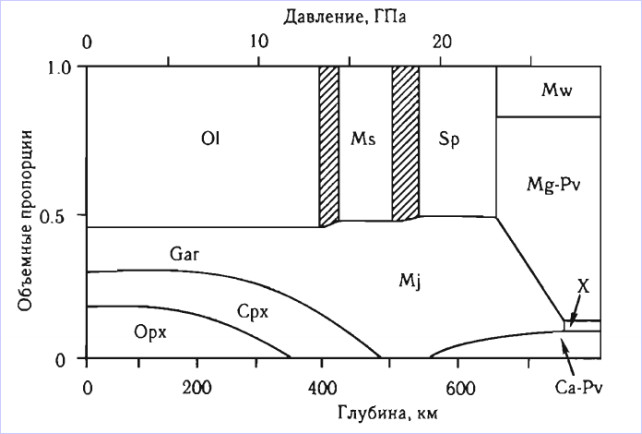 Давление, ГПа
0 10 20
Объемные пропорции
1.0
0.5
0
Ol
Ms
Sp
Mw
Mg-Pv
Gar
Mj
X
Cpx
Opx
Ca-Pv
0 200 400 600
Глубина, км